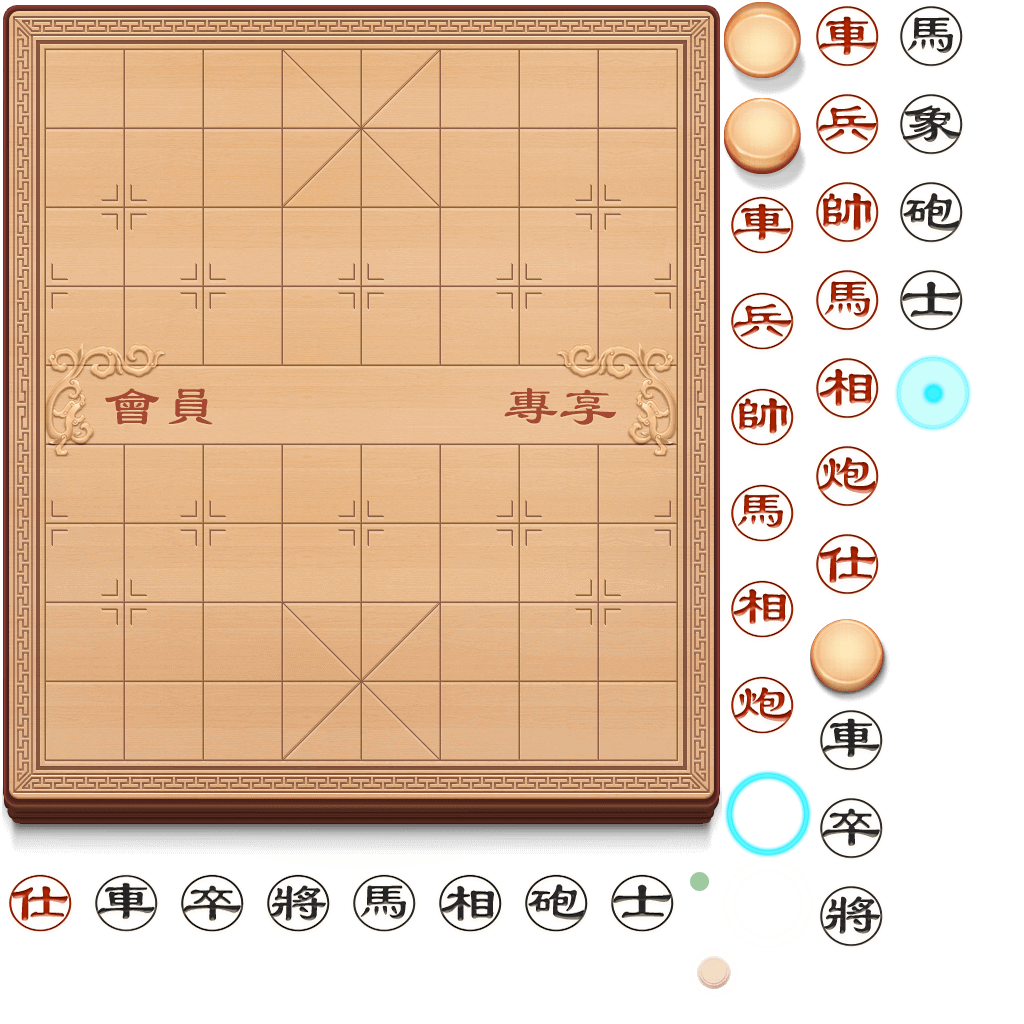 會員 專享
車
兵
帥
馬
相
炮
車
兵
帥
馬
相
炮
仕
車
卒
將
馬
象
砲
士
仕 車 卒 將 馬 相 砲 士